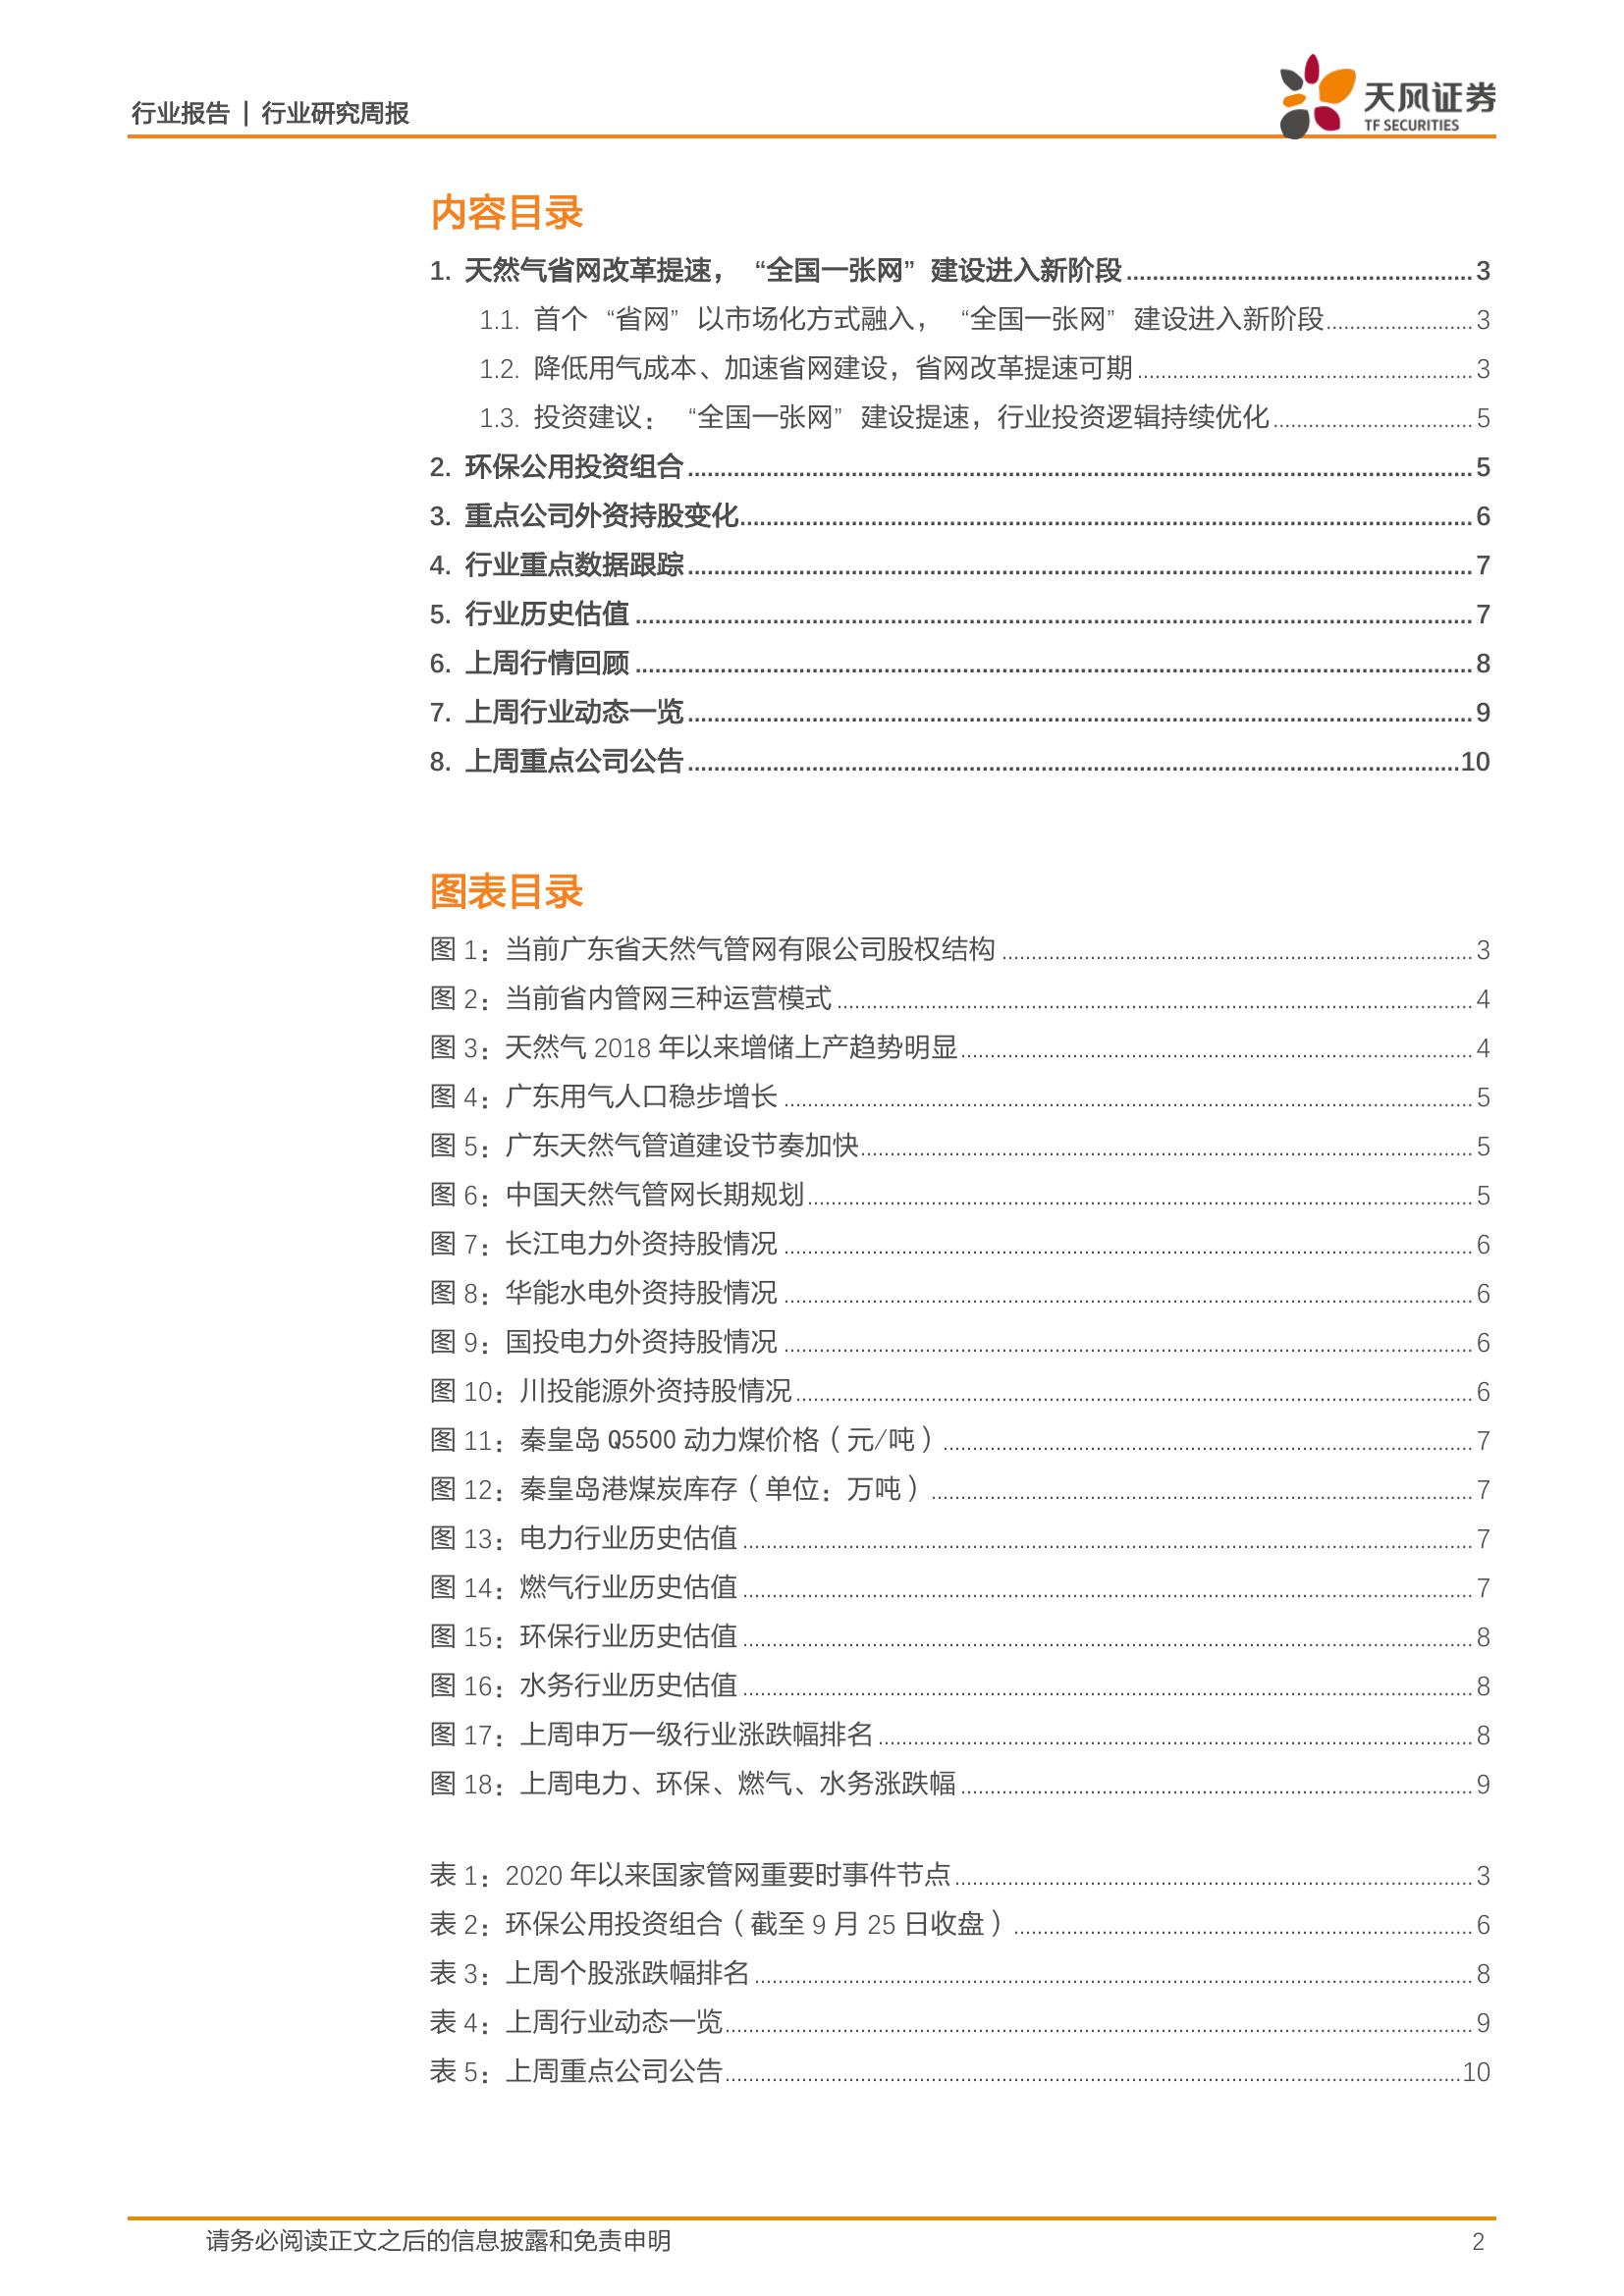 行业报告 | 行业研究周报
天风证券
TF SECURITIES
内容目录
1. 天然气省网改革提速，“全国一张网”建设进入新阶段 3
1.1. 首个“省网”以市场化方式融入，“全国一张网”建设进入新阶段 3
1.2. 降低用气成本、加速省网建设，省网改革提速可期 3
1.3. 投资建议：“全国一张网”建设提速，行业投资逻辑持续优化 5
2. 环保公用投资组合 5
3. 重点公司外资持股变化 6
4. 行业重点数据跟踪 7
5. 行业历史估值 7
6. 上周行情回顾 8
7. 上周行业动态一览 9
8. 上周重点公司公告 10
图表目录
图 1：当前广东省天然气管网有限公司股权结构 3
图 2：当前省内管网三种运营模式 4
图 3：天然气 2018 年以来增储上产趋势明显 4
图 4：广东用气人口稳步增长 5
图 5：广东天然气管道建设节奏加快 5
图 6：中国天然气管网长期规划 5
图 7：长江电力外资持股情况 6
图 8：华能水电外资持股情况 6
图 9：国投电力外资持股情况 6
图 10：川投能源外资持股情况 6
图 11：秦皇岛 Q5500 动力煤价格（元/吨） 7
图 12：秦皇岛港煤炭库存（单位：万吨） 7
图 13：电力行业历史估值 7
图 14：燃气行业历史估值 7
图 15：环保行业历史估值 8
图 16：水务行业历史估值 8
图 17：上周申万一级行业涨跌幅排名 8
图 18：上周电力、环保、燃气、水务涨跌幅 9
表 1：2020 年以来国家管网重要时事件节点 3
表 2：环保公用投资组合（截至 9 月 25 日收盘） 6
表 3：上周个股涨跌幅排名 8
表 4：上周行业动态一览 9
表 5：上周重点公司公告 10
请务必阅读正文之后的信息披露和免责申明 2